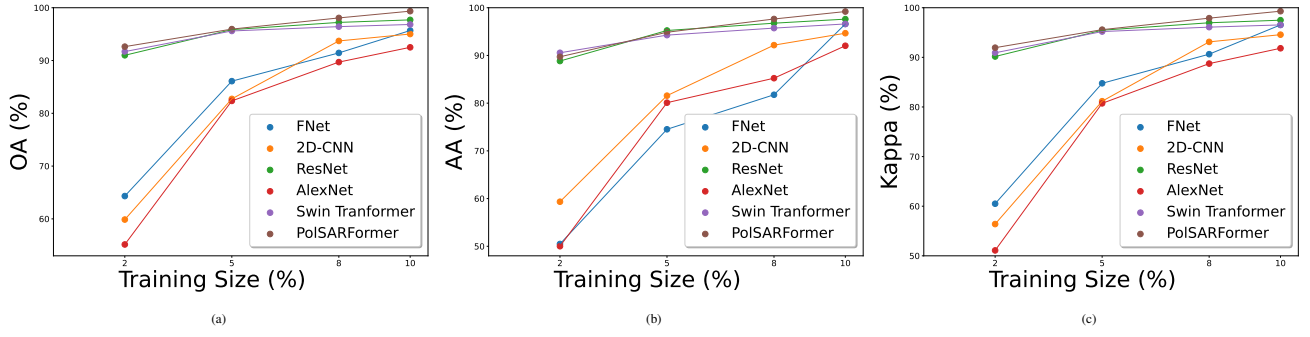 100
90
80
70
60
OA (%)
2
5
8
10
Training Size (%)
FNet
2D-CNN
ResNet
AlexNet
Swin Tranformer
PolSARFormer
(a)
100
90
80
70
60
50
AA (%)
2
5
8
10
Training Size (%)
FNet
2D-CNN
ResNet
AlexNet
Swin Tranformer
PolSARFormer
(b)
100
90
80
70
60
50
Kappa (%)
2
5
8
10
Training Size (%)
FNet
2D-CNN
ResNet
AlexNet
Swin Tranformer
PolSARFormer
(c)